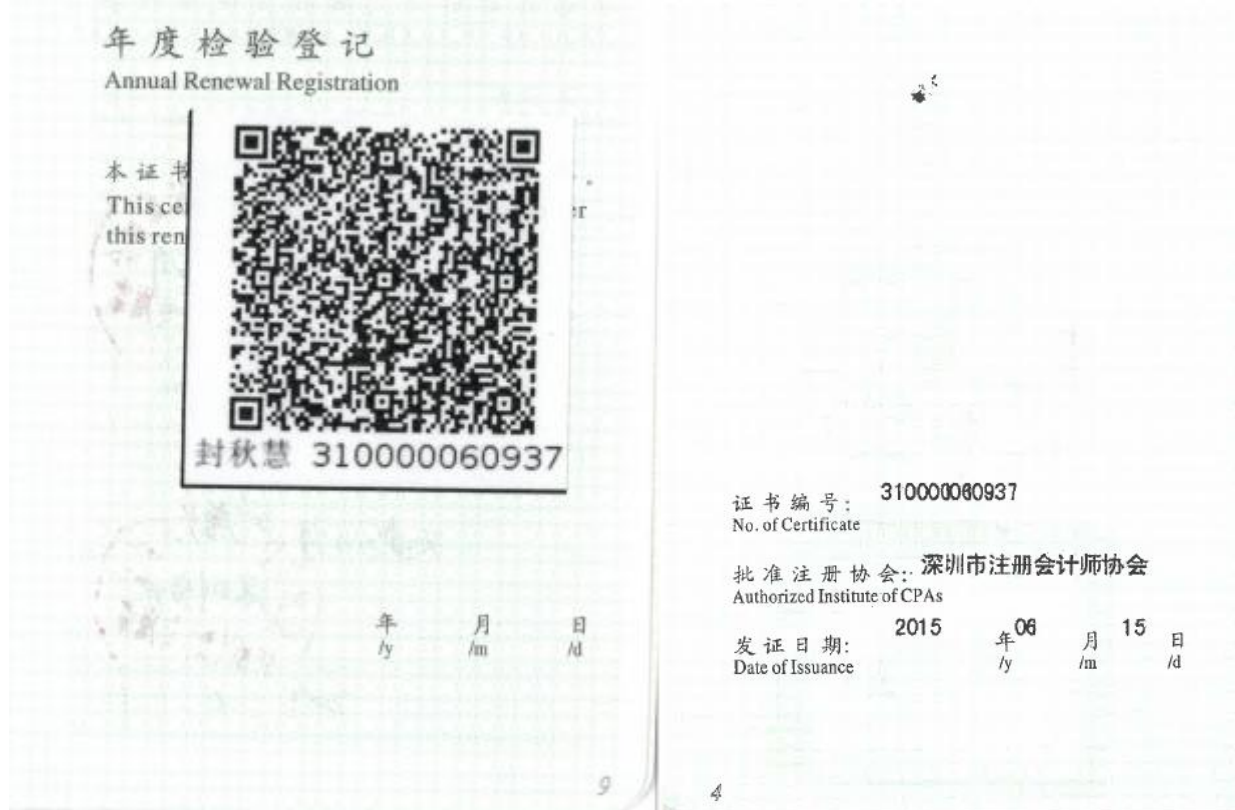 年度检验登记
Annual Renewal Registration
本证书
This cer
er
this ren
封秋慧 310000060937
年 月 日
/y /m /d
9
证书编号: 310000060937
No. of Certificate
批准注册协会: 深圳市注册会计师协会
Authorized Institute of CPAs
发证日期: 2015 年 06 月 15 日
Date of Issuance /y /m /d
4